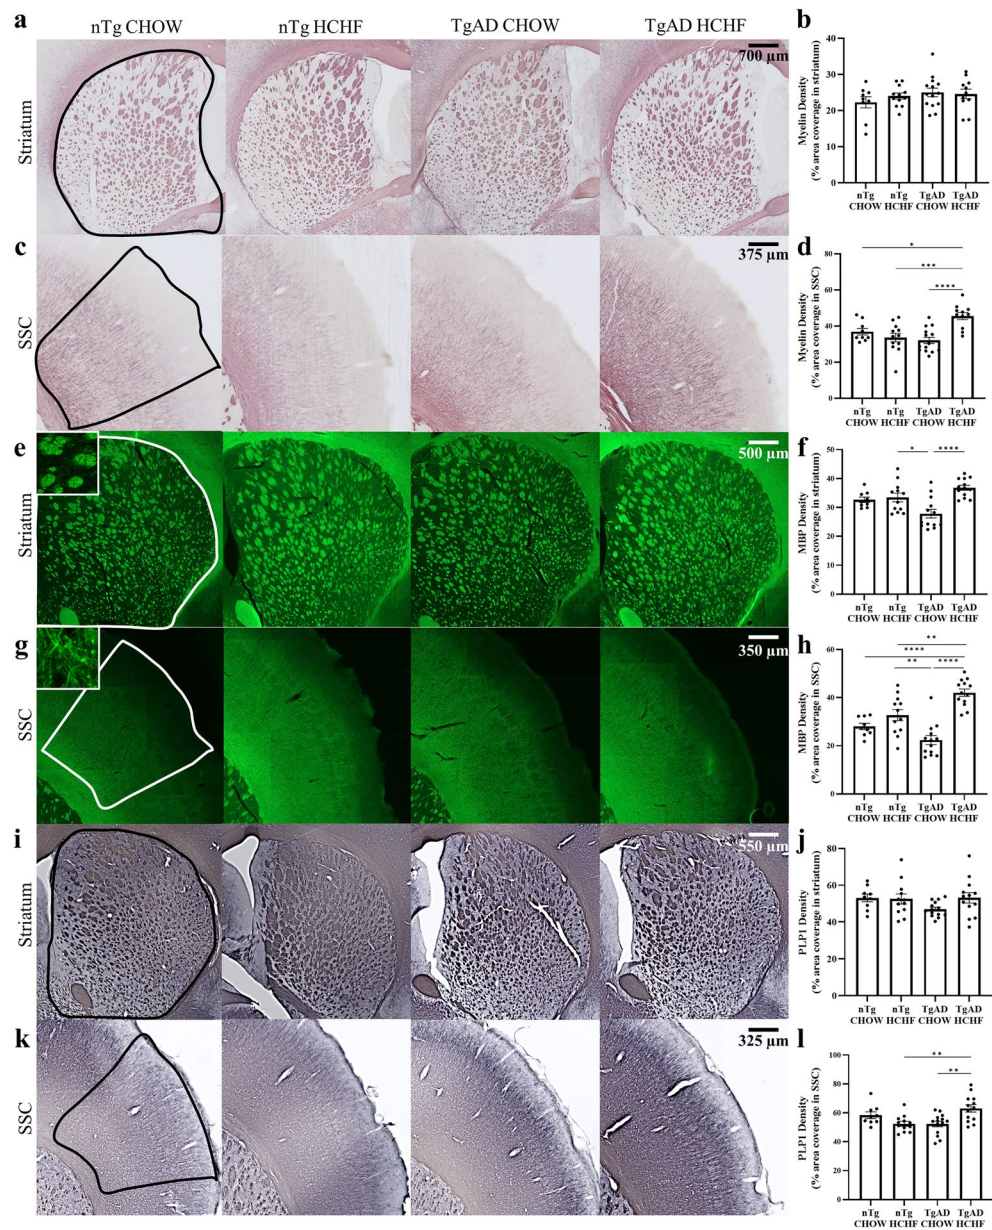 a
nTg CHOW
nTg HCHF
TgAD CHOW
TgAD HCHF
Striatum
700 µm
b
Myelin Density
(% area coverage in striatum)
40
30
20
10
0
nTg
CHOW
nTg
HCHF
TgAD
CHOW
TgAD
HCHF
c
SSC
375 µm
d
Myelin Density
(% area coverage in SSC)
80
60
40
20
0
*
***
****
nTg
CHOW
nTg
HCHF
TgAD
CHOW
TgAD
HCHF
e
Striatum
500 µm
f
MBP Density
(% area coverage in striatum)
50
40
30
20
10
0
* ****
nTg
CHOW
nTg
HCHF
TgAD
CHOW
TgAD
HCHF
g
SSC
350 µm
h
MBP Density
(% area coverage in SSC)
60
40
20
0
**
****
** ****
nTg
CHOW
nTg
HCHF
TgAD
CHOW
TgAD
HCHF
i
Striatum
550 µm
j
PLP1 Density
(% area coverage in striatum)
100
80
60
40
20
0
nTg
CHOW
nTg
HCHF
TgAD
CHOW
TgAD
HCHF
k
SSC
325 µm
l
PLP1 Density
(% area coverage in SSC)
100
80
60
40
20
0
**
**
nTg
CHOW
nTg
HCHF
TgAD
CHOW
TgAD
HCHF